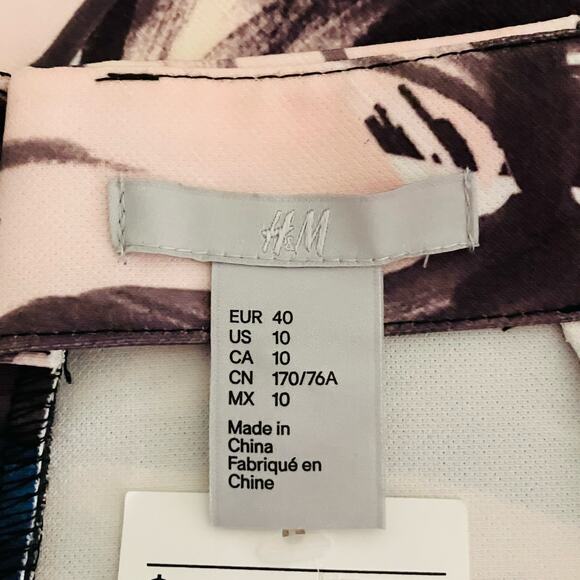 H&M
EUR 40
US 10
CA 10
CN 170/76A
MX 10
Made in
China
Fabriqué en
Chine